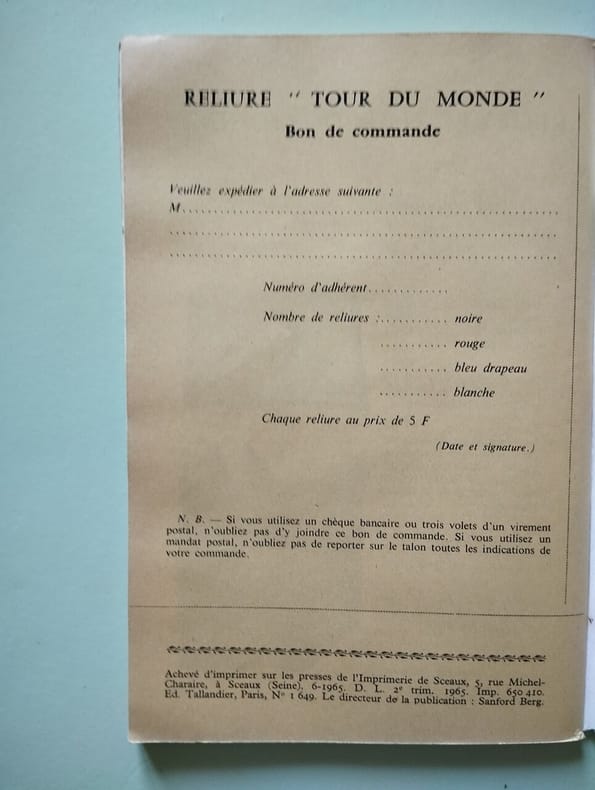 RELIURE " TOUR DU MONDE "
Bon de commande
Veuillez expédier à l'adresse suivante :
M..............................................................
..............................................................
..............................................................
Numéro d'adhérent.............
Nombre de reliures :........... noire
........... rouge
........... bleu drapeau
........... blanche
Chaque reliure au prix de 5 F
(Date et signature.)
N. B. — Si vous utilisez un chèque bancaire ou trois volets d'un virement
postal, n'oubliez pas d'y joindre ce bon de commande. Si vous utilisez un
mandat postal, n'oubliez pas de reporter sur le talon toutes les indications de
votre commande.
Achevé d'imprimer sur les presses de l'Imprimerie de Sceaux, 5, rue Michel-
Charaire, à Sceaux (Seine). 6-1965. D. L. 2e trim. 1965. Imp. 650 410.
Ed. Tallandier, Paris, N° 1 649. Le directeur de la publication : Sanford Berg.